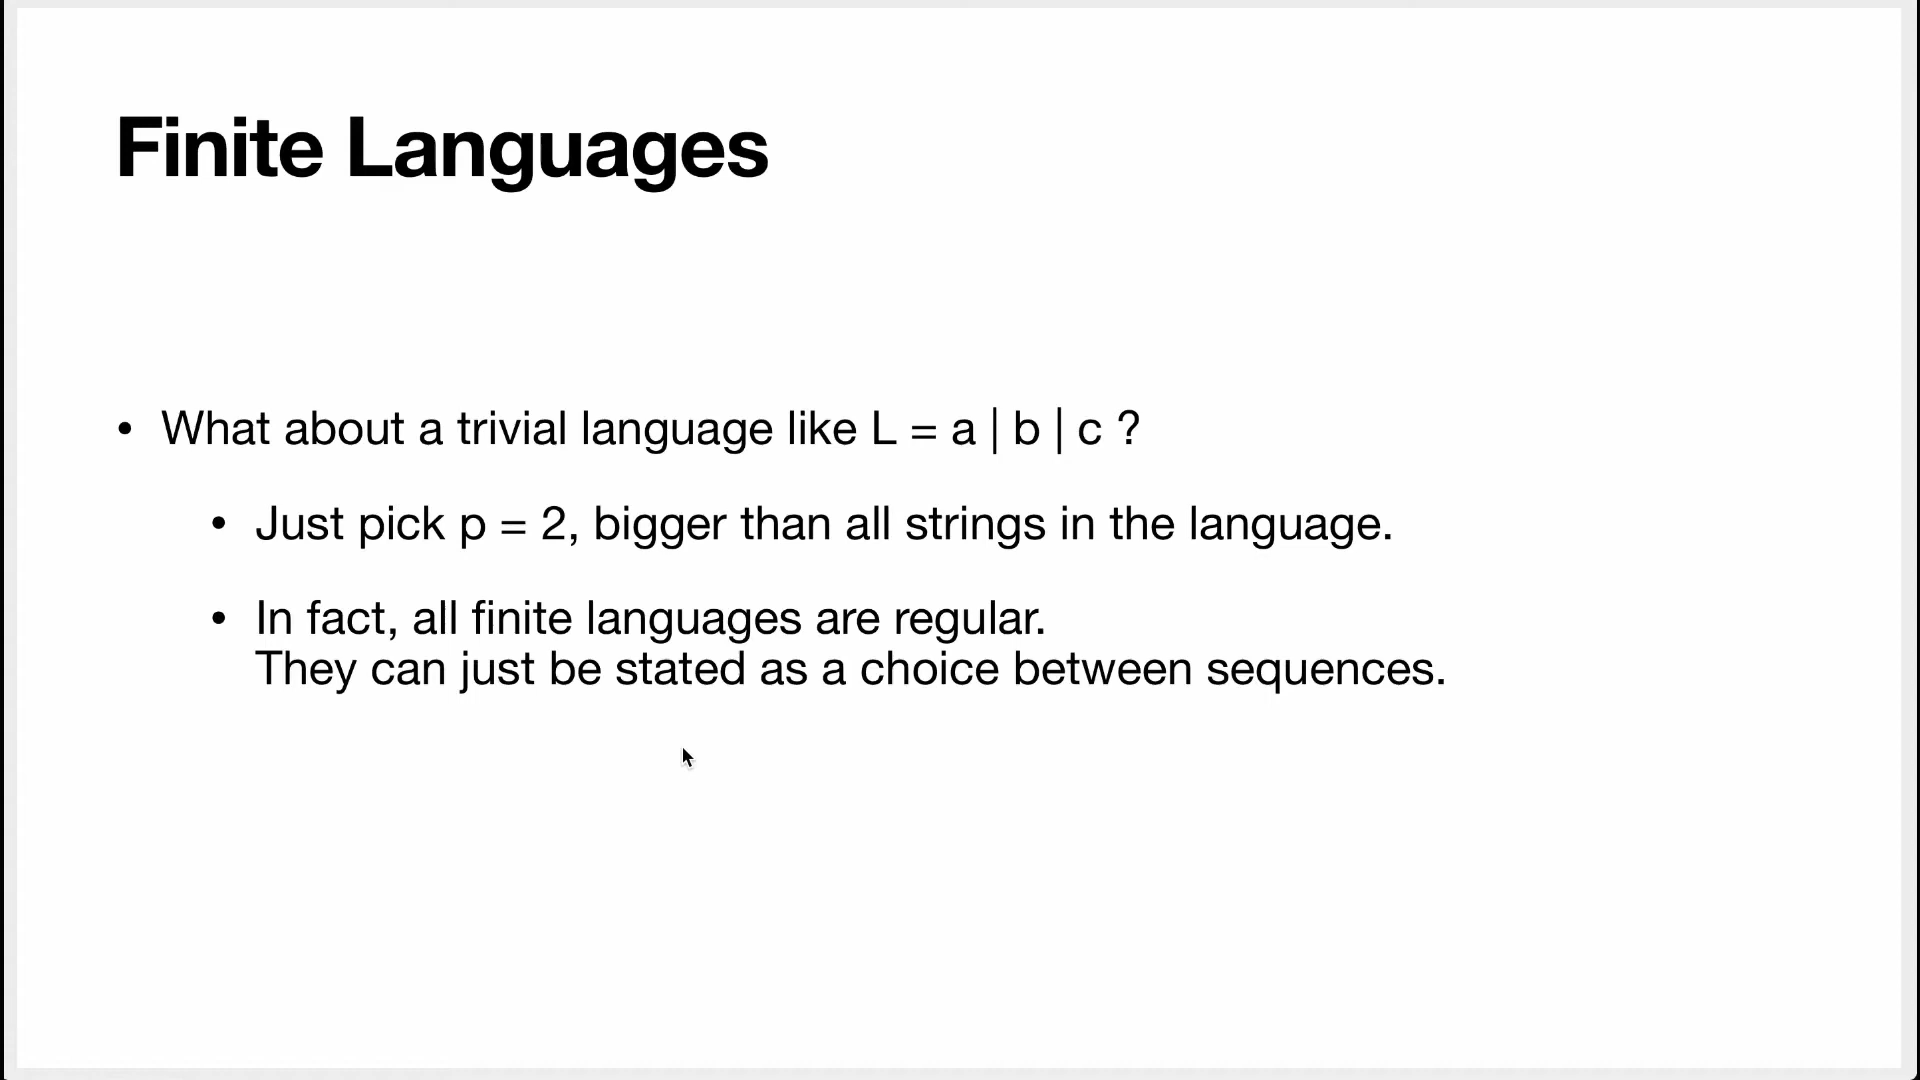 Finite Languages
• What about a trivial language like L = a | b | c ?
• Just pick p = 2, bigger than all strings in the language.
• In fact, all finite languages are regular.
They can just be stated as a choice between sequences.